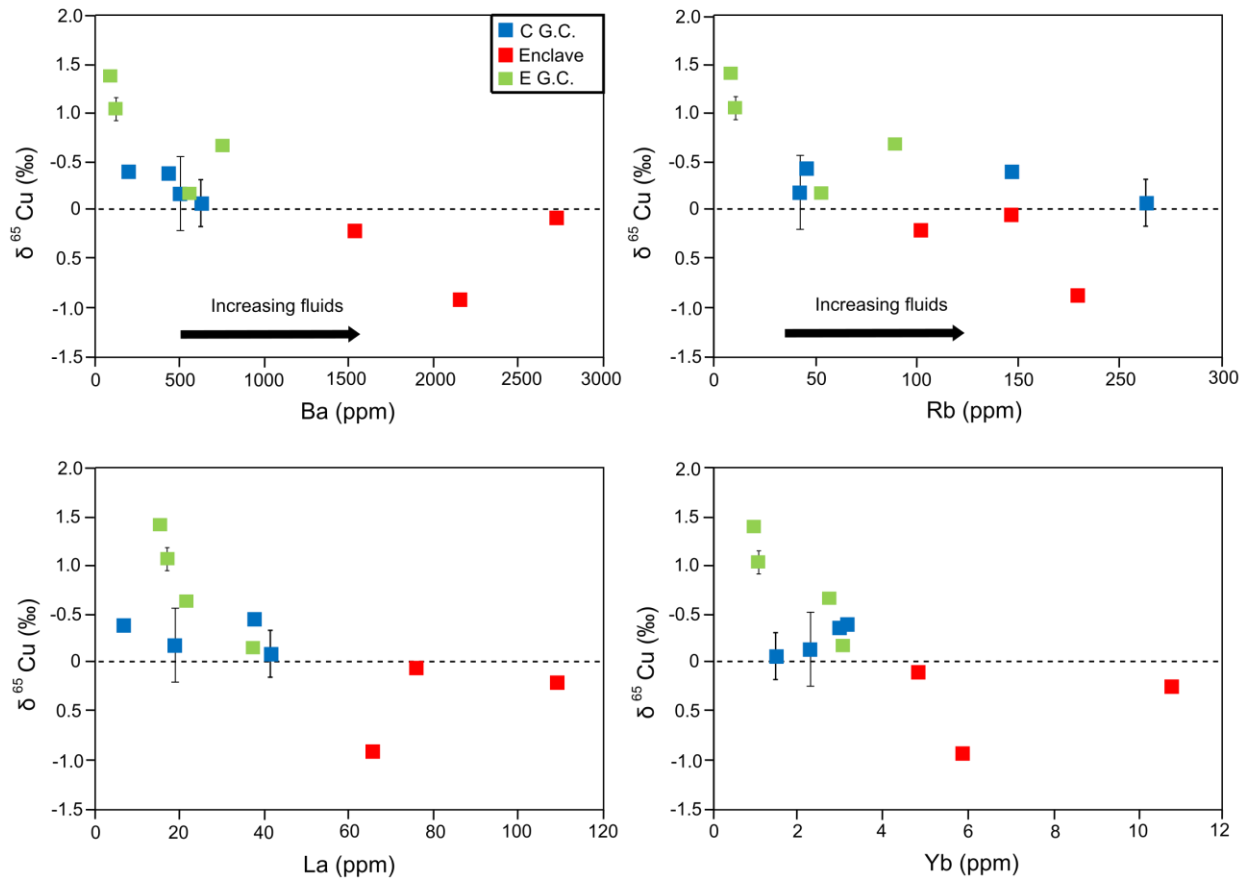 2.0
1.5
1.0
-0.5
0
0.5
-1.0
-1.5
δ 65 Cu (‰)
C G.C.
Enclave
E G.C.
Increasing fluids
0 500 1000 1500 2000 2500 3000
Ba (ppm)
2.0
1.5
1.0
-0.5
0
0.5
-1.0
-1.5
δ 65 Cu (‰)
Increasing fluids
0 50 100 150 200 250 300
Rb (ppm)
2.0
1.5
1.0
-0.5
0
0.5
-1.0
-1.5
δ 65 Cu (‰)
0 20 40 60 80 100 120
La (ppm)
2.0
1.5
1.0
-0.5
0
0.5
-1.0
-1.5
δ 65 Cu (‰)
0 2 4 6 8 10 12
Yb (ppm)